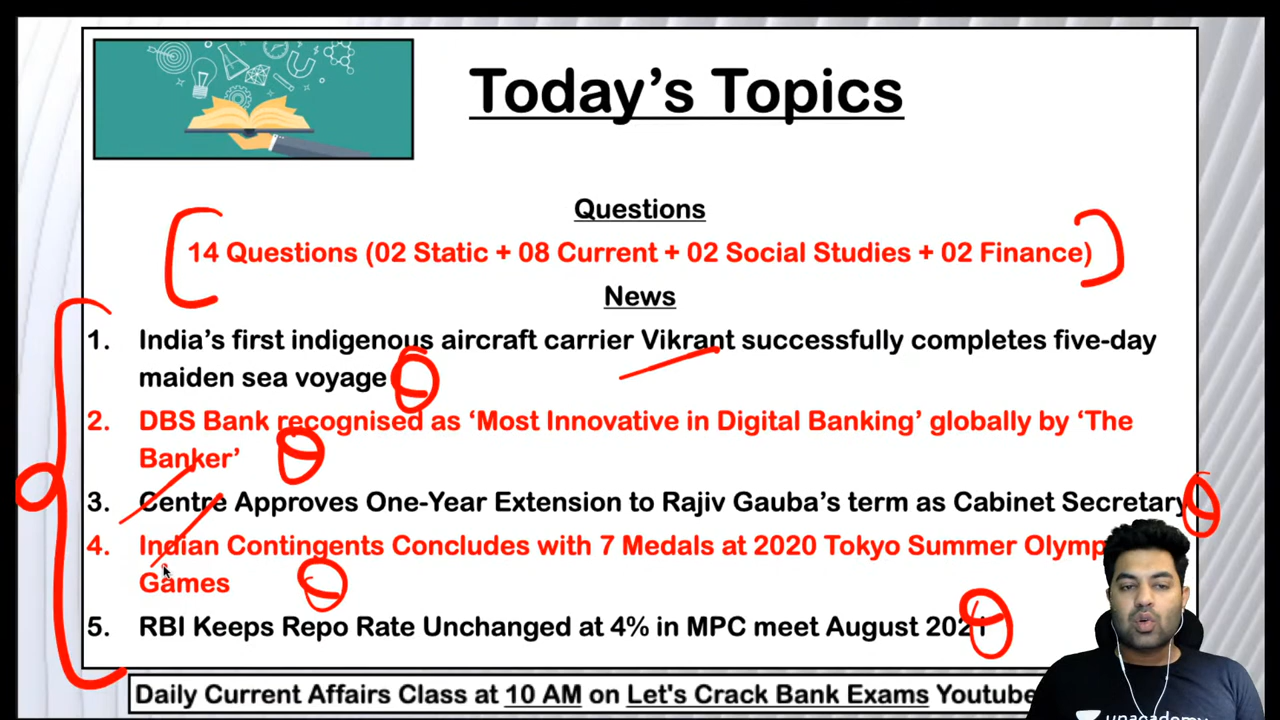 Today's Topics
Questions
14 Questions (02 Static + 08 Current + 02 Social Studies + 02 Finance)
News
1. India's first indigenous aircraft carrier Vikrant successfully completes five-day
maiden sea voyage
2. DBS Bank recognised as 'Most Innovative in Digital Banking' globally by 'The
Banker'
3. Centre Approves One-Year Extension to Rajiv Gauba's term as Cabinet Secretary
4. Indian Contingents Concludes with 7 Medals at 2020 Tokyo Summer Olymp
Games
5. RBI Keeps Repo Rate Unchanged at 4% in MPC meet August 2021
Daily Current Affairs Class at 10 AM on Let's Crack Bank Exams Youtube
unacademy